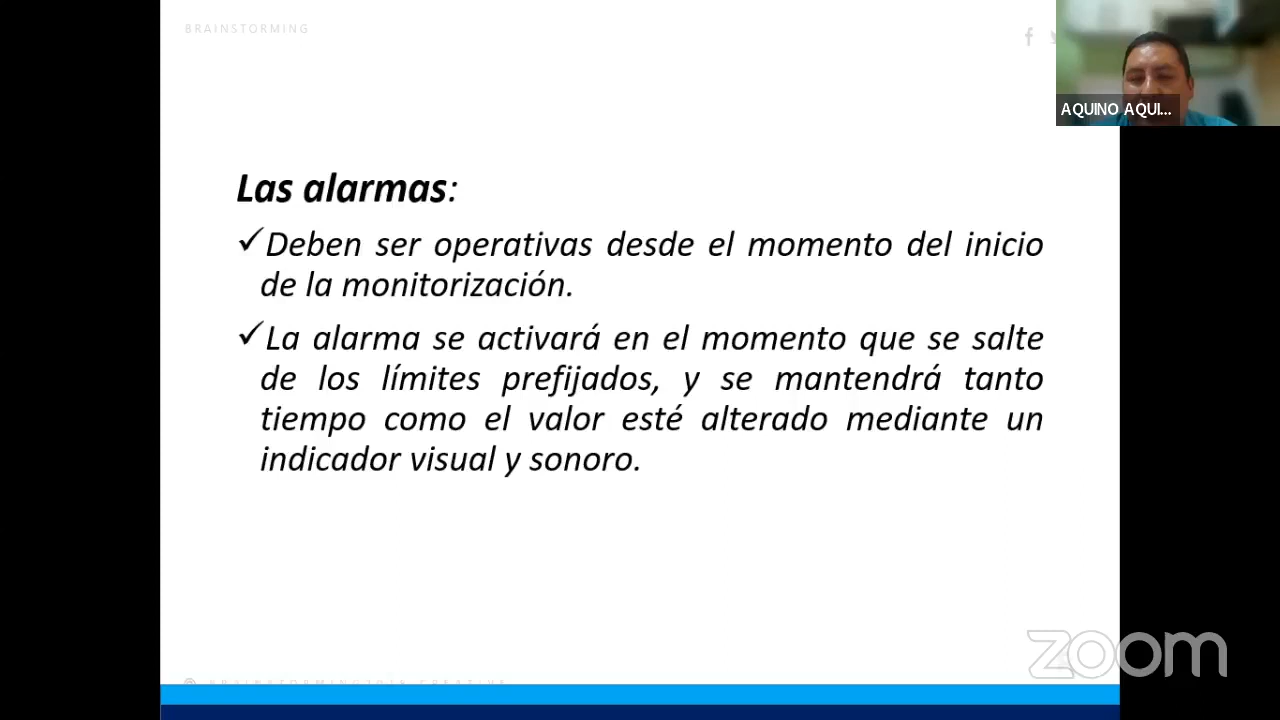 BRAINSTORMING
AQUINO AQUI...
Las alarmas:
✓Deben ser operativas desde el momento del inicio
de la monitorización.
✓La alarma se activará en el momento que se salte
de los límites prefijados, y se mantendrá tanto
tiempo como el valor esté alterado mediante un
indicador visual y sonoro.
zoom